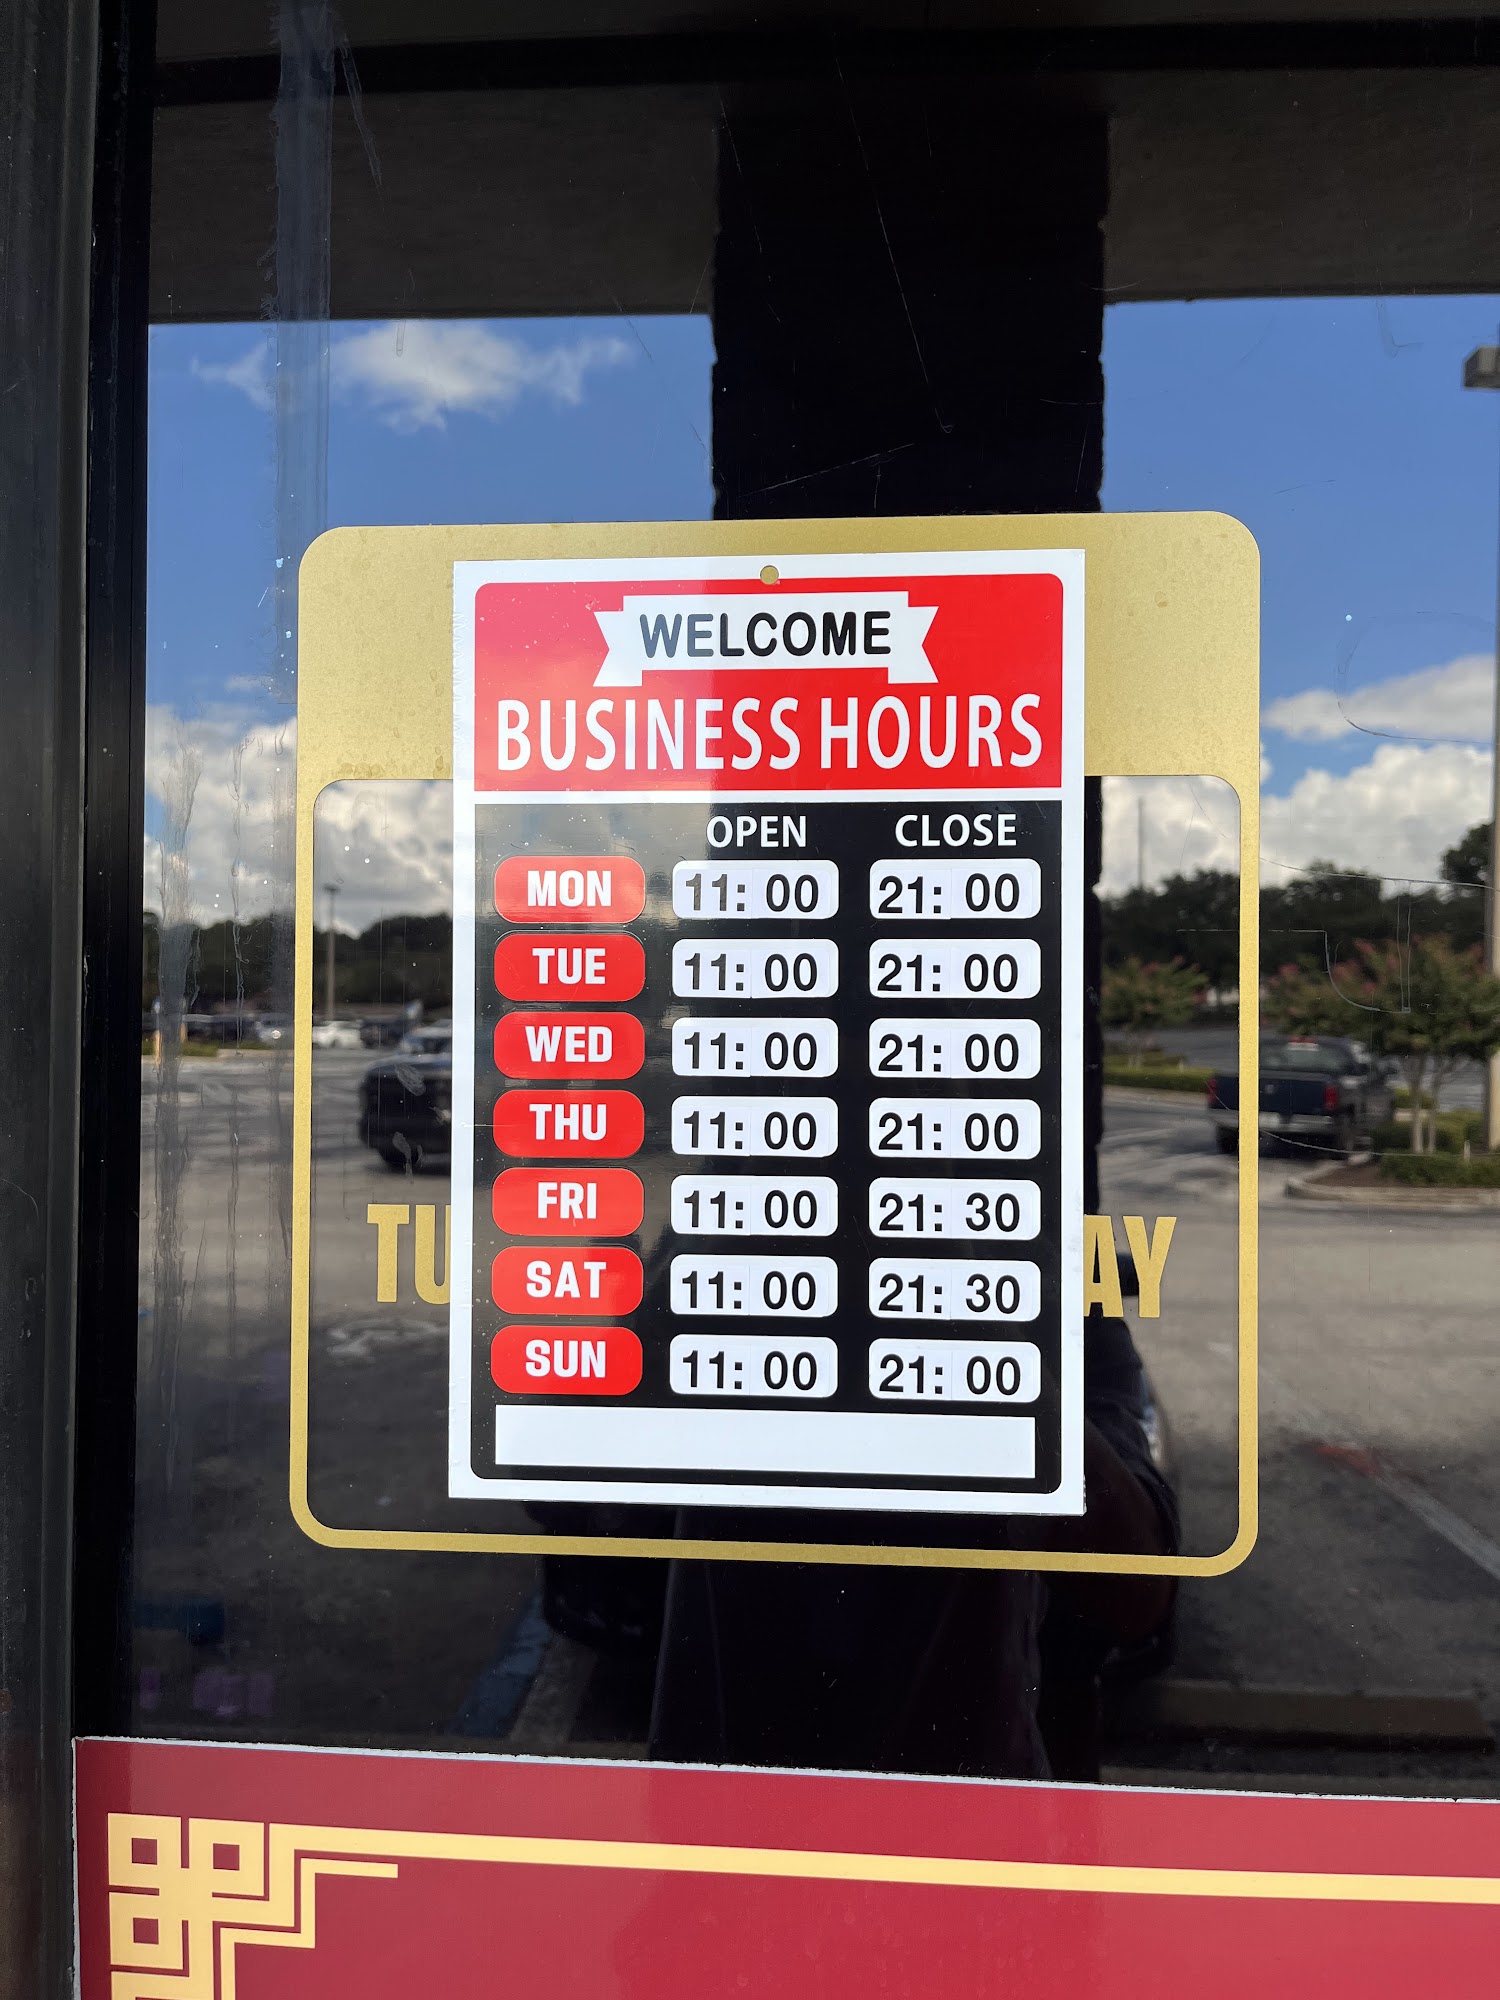 WELCOME
BUSINESS HOURS
OPEN CLOSE
MON 11: 00 21: 00
TUE 11: 00 21: 00
WED 11: 00 21: 00
THU 11: 00 21: 00
FRI 11: 00 21: 30
SAT 11: 00 21: 30
SUN 11: 00 21: 00
TU AY